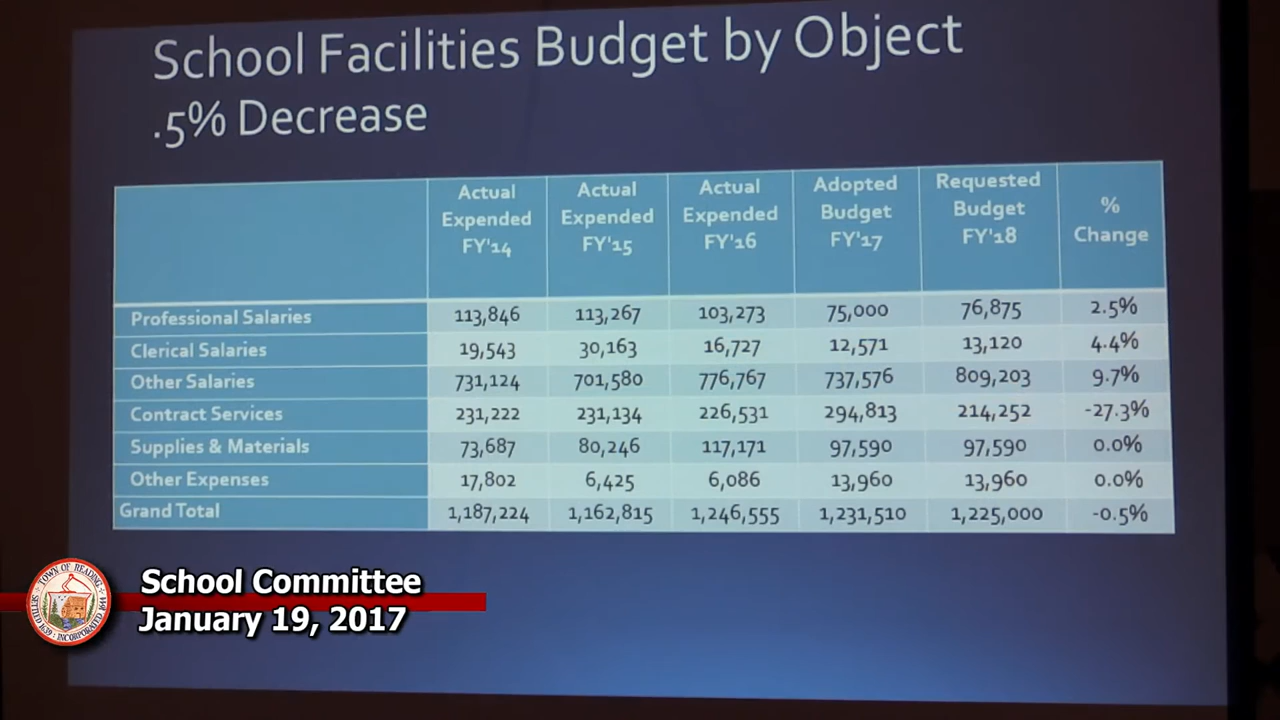 School Facilities Budget by Object
.5% Decrease
Actual Expended FY'14 Actual Expended FY'15 Actual Expended FY'16 Adopted Budget FY'17 Requested Budget FY'18 % Change
Professional Salaries 113,846 113,267 103,273 75,000 76,875 2.5%
Clerical Salaries 19,543 30,163 16,727 12,571 13,120 4.4%
Other Salaries 731,124 701,580 776,767 737,576 809,203 9.7%
Contract Services 231,222 231,134 226,531 294,813 214,252 -27.3%
Supplies & Materials 73,687 80,246 117,171 97,590 97,590 0.0%
Other Expenses 17,802 6,425 6,086 13,960 13,960 0.0%
Grand Total 1,187,224 1,162,815 1,246,555 1,231,510 1,225,000 -0.5%
TOWN OF READING
SETTLED 1639 : INCORPORATED 1644
School Committee
January 19, 2017